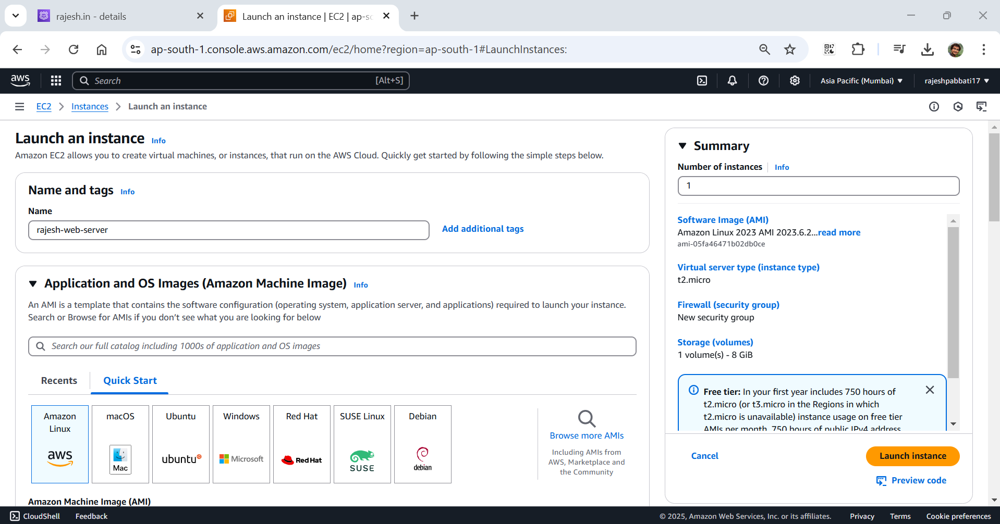 rajesh.in - details
Launch an instance | EC2 | ap-sc
ap-south-1.console.aws.amazon.com/ec2/home?region=ap-south-1#LaunchInstances:
aws
Search
[Alt+S]
Asia Pacific (Mumbai)
rajeshpabbati17
EC2
Instances
Launch an instance
Launch an instance Info
Amazon EC2 allows you to create virtual machines, or instances, that run on the AWS Cloud. Quickly get started by following the simple steps below.
Name and tags Info
Name
rajesh-web-server
Add additional tags
Application and OS Images (Amazon Machine Image) Info
An AMI is a template that contains the software configuration (operating system, application server, and applications) required to launch your instance.
Search or Browse for AMIs if you don’t see what you are looking for below
Search our full catalog including 1000s of application and OS images
Recents
Quick Start
Amazon
Linux
aws
macOS
Mac
Ubuntu
ubuntu
Windows
Microsoft
Red Hat
Red Hat
SUSE Linux
SUSE
Debian
debian
Browse more AMIs
Including AMIs from
AWS, Marketplace and
the Community
Amazon Machine Image (AMI)
Summary
Number of instances Info
1
Software Image (AMI)
Amazon Linux 2023 AMI 2023.6.2...read more
ami-05fa46471b02db0ce
Virtual server type (instance type)
t2.micro
Firewall (security group)
New security group
Storage (volumes)
1 volume(s) - 8 GiB
Free tier: In your first year includes 750 hours of
t2.micro (or t3.micro in the Regions in which
t2.micro is unavailable) instance usage on free tier
AMIs per month, 750 hours of public IPv4 address
Cancel
Launch instance
Preview code
CloudShell
Feedback
© 2025, Amazon Web Services, Inc. or its affiliates.
Privacy
Terms
Cookie preferences